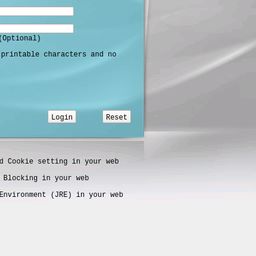 (Optional)
printable characters and no
Login Reset
d Cookie setting in your web
Blocking in your web
Environment (JRE) in your web